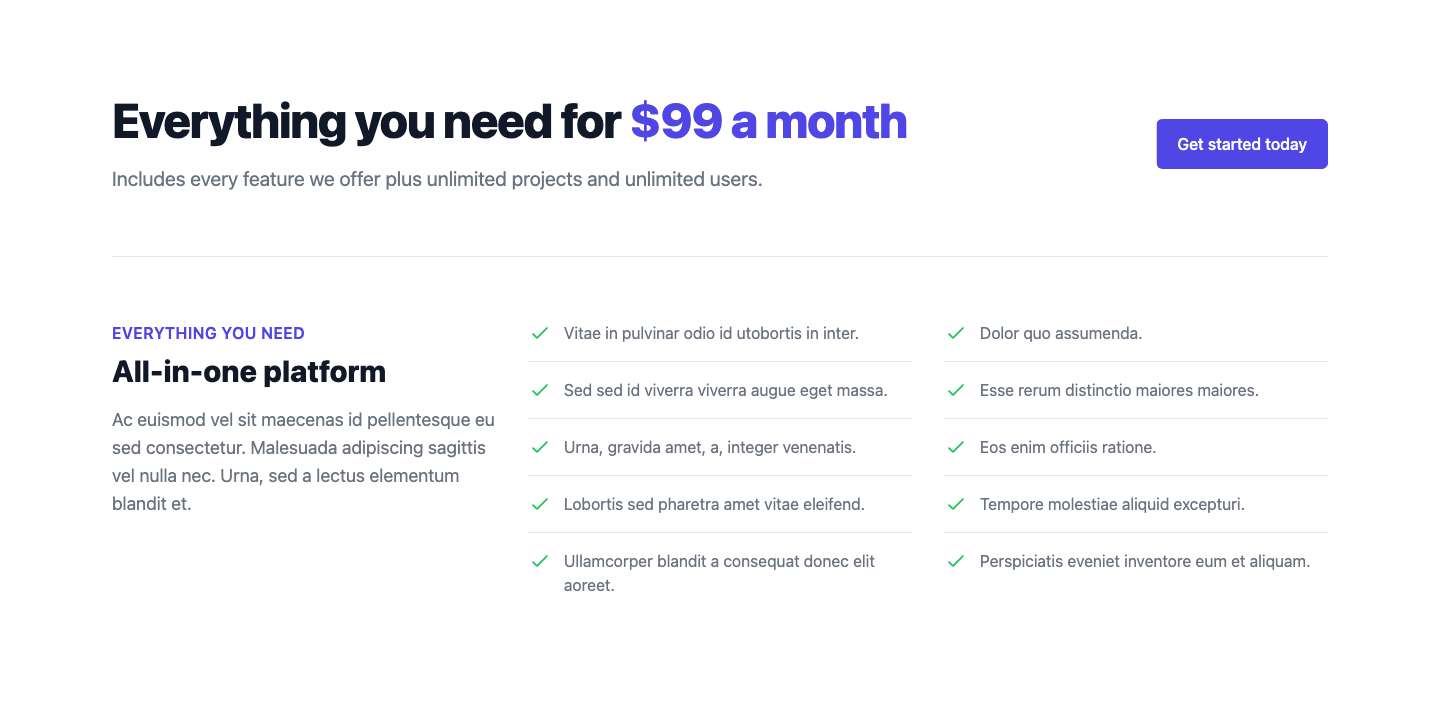 Everything you need for $99 a month
Includes every feature we offer plus unlimited projects and unlimited users.
Get started today
EVERYTHING YOU NEED
All-in-one platform
Ac euismod vel sit maecenas id pellentesque eu
sed consectetur. Malesuada adipiscing sagittis
vel nulla nec. Urna, sed a lectus elementum
blandit et.
Vitae in pulvinar odio id utobortis in inter.
Sed sed id viverra viverra augue eget massa.
Urna, gravida amet, a, integer venenatis.
Lobortis sed pharetra amet vitae eleifend.
Ullamcorper blandit a consequat donec elit
aoreet.
Dolor quo assumenda.
Esse rerum distinctio maiores maiores.
Eos enim officiis ratione.
Tempore molestiae aliquid excepturi.
Perspiciatis eveniet inventore eum et aliquam.